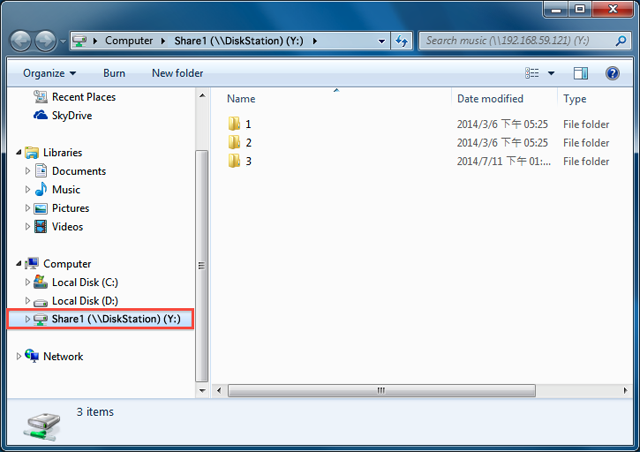 Computer Share1 (\\DiskStation) (Y:)
Search music (\\192.168.59.121) (Y:)
Organize Burn New folder
Recent Places
SkyDrive
Libraries
Documents
Music
Pictures
Videos
Computer
Local Disk (C:)
Local Disk (D:)
Share1 (\\DiskStation) (Y:)
Network
Name Date modified Type
1 2014/3/6 下午 05:25 File folder
2 2014/3/6 下午 05:25 File folder
3 2014/7/11 下午 01:... File folder
3 items